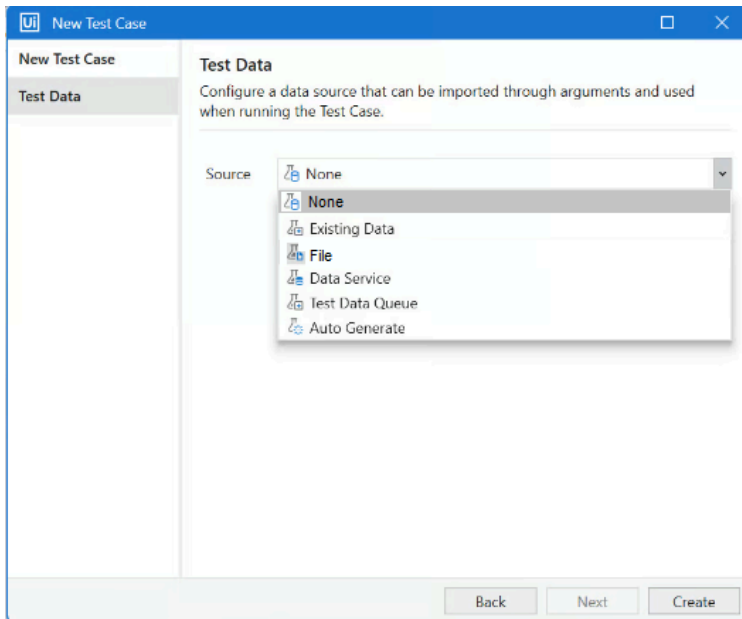 Ui New Test Case
New Test Case
Test Data
Test Data
Configure a data source that can be imported through arguments and used
when running the Test Case.
Source None
None
Existing Data
File
Data Service
Test Data Queue
Auto Generate
Back Next Create